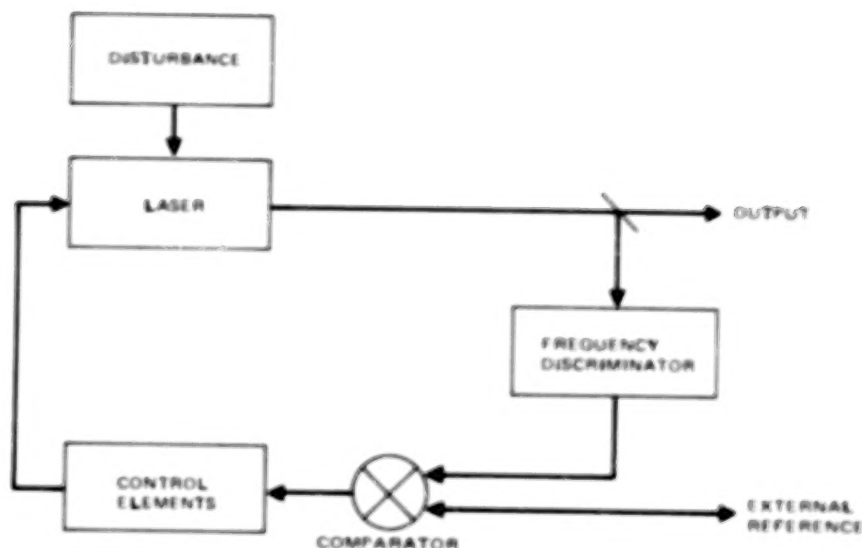 DISTURBANCE
LASER
OUTPUT
FREQUENCY
DISCRIMINATOR
CONTROL
ELEMENTS
COMPARATOR
EXTERNAL
REFERENCE